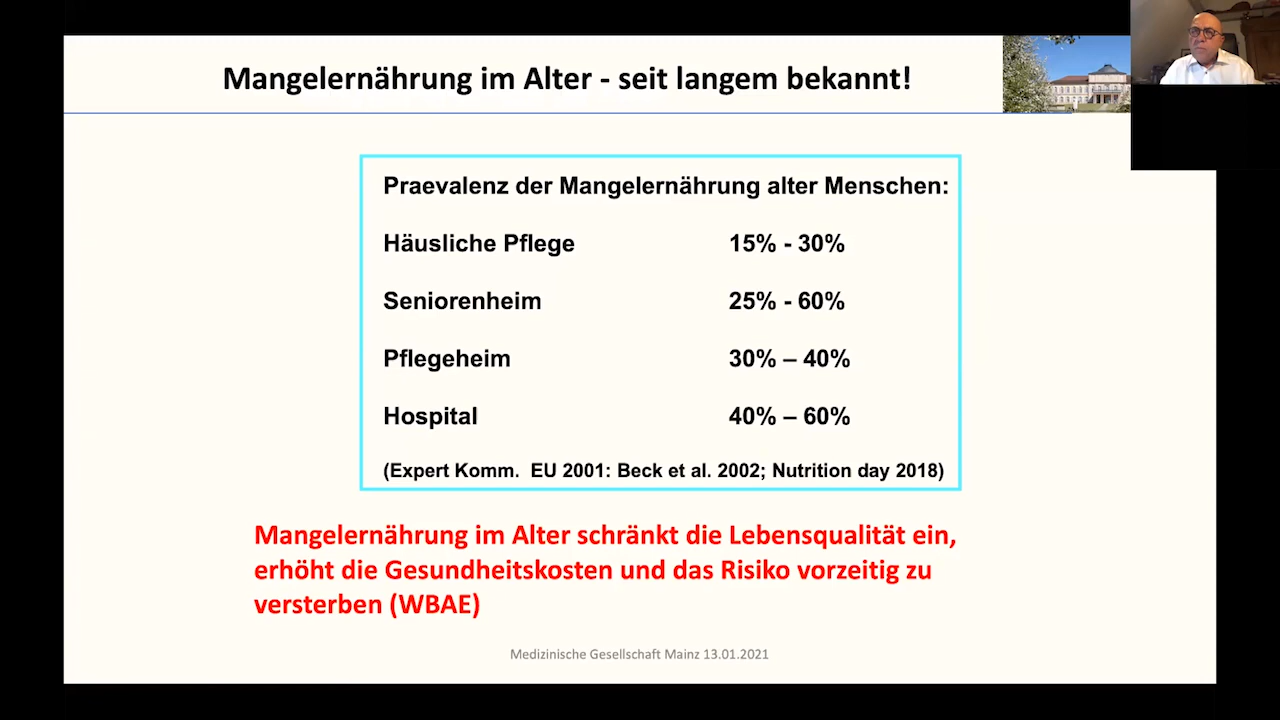 Mangelernährung im Alter - seit langem bekannt!
Praevalenz der Mangelernährung alter Menschen:
Häusliche Pflege 15% - 30%
Seniorenheim 25% - 60%
Pflegeheim 30% – 40%
Hospital 40% – 60%
(Expert Komm. EU 2001: Beck et al. 2002; Nutrition day 2018)
Mangelernährung im Alter schränkt die Lebensqualität ein,
erhöht die Gesundheitskosten und das Risiko vorzeitig zu
versterben (WBAE)
Medizinische Gesellschaft Mainz 13.01.2021